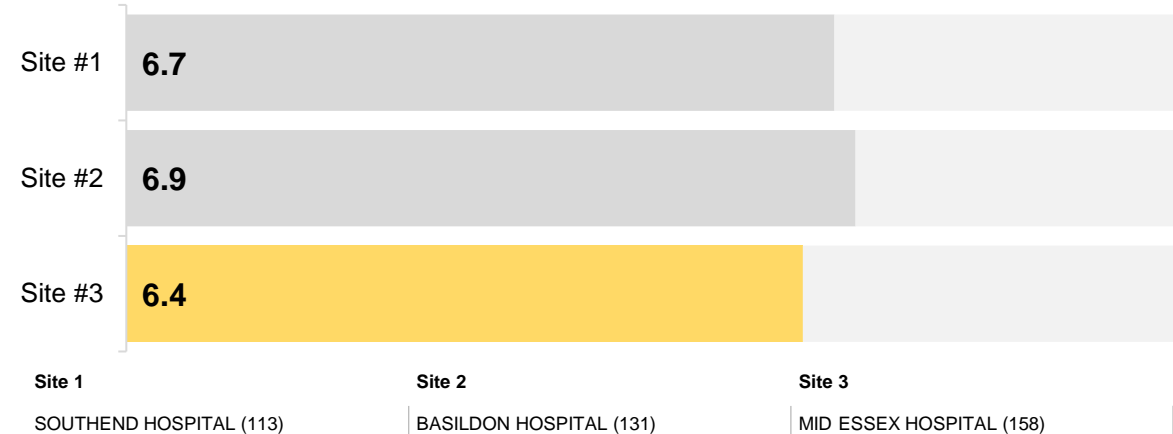 Site #1 6.7
Site #2 6.9
Site #3 6.4
Site 1 Site 2 Site 3
SOUTHEND HOSPITAL (113) BASILDON HOSPITAL (131) MID ESSEX HOSPITAL (158)